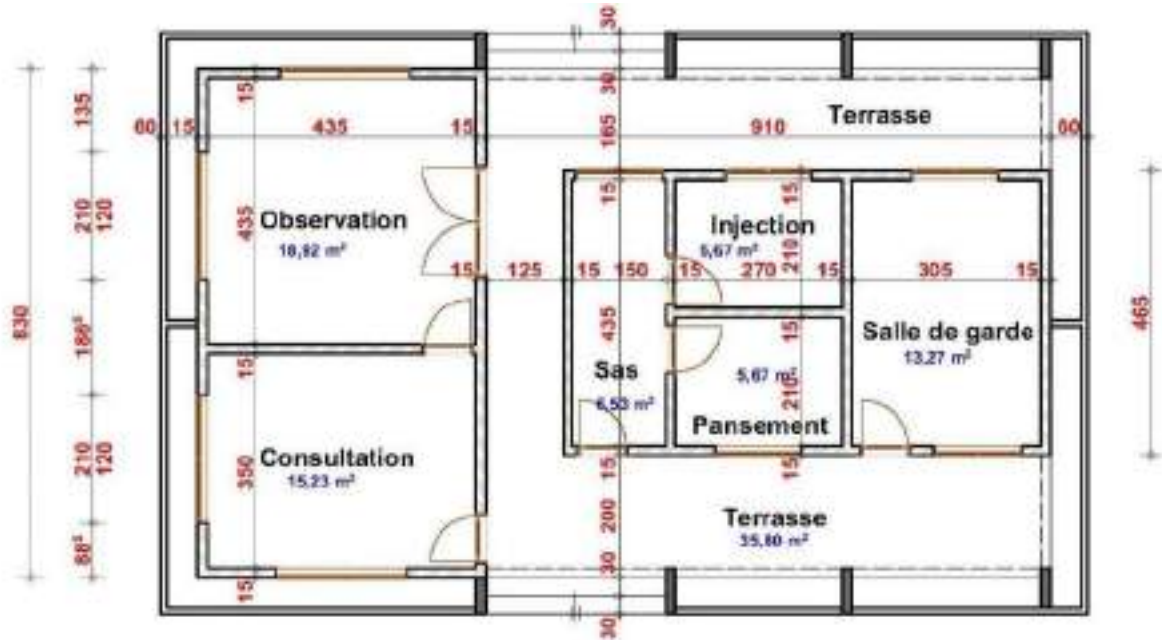 30
30
135
60
15
435
15
15
165
910
Terrasse
60
830
210
120
435
Observation
18,92 m²
15
15
Injection
5,67 m²
210
15
125
15
150
15
270
15
305
15
465
186⁵
435
Salle de garde
13,27 m²
15
15
Sas
6,53 m²
5,67 m²
210
Pansement
210
120
350
Consultation
15,23 m²
15
15
200
Terrasse
35,80 m²
88⁵
15
30
30